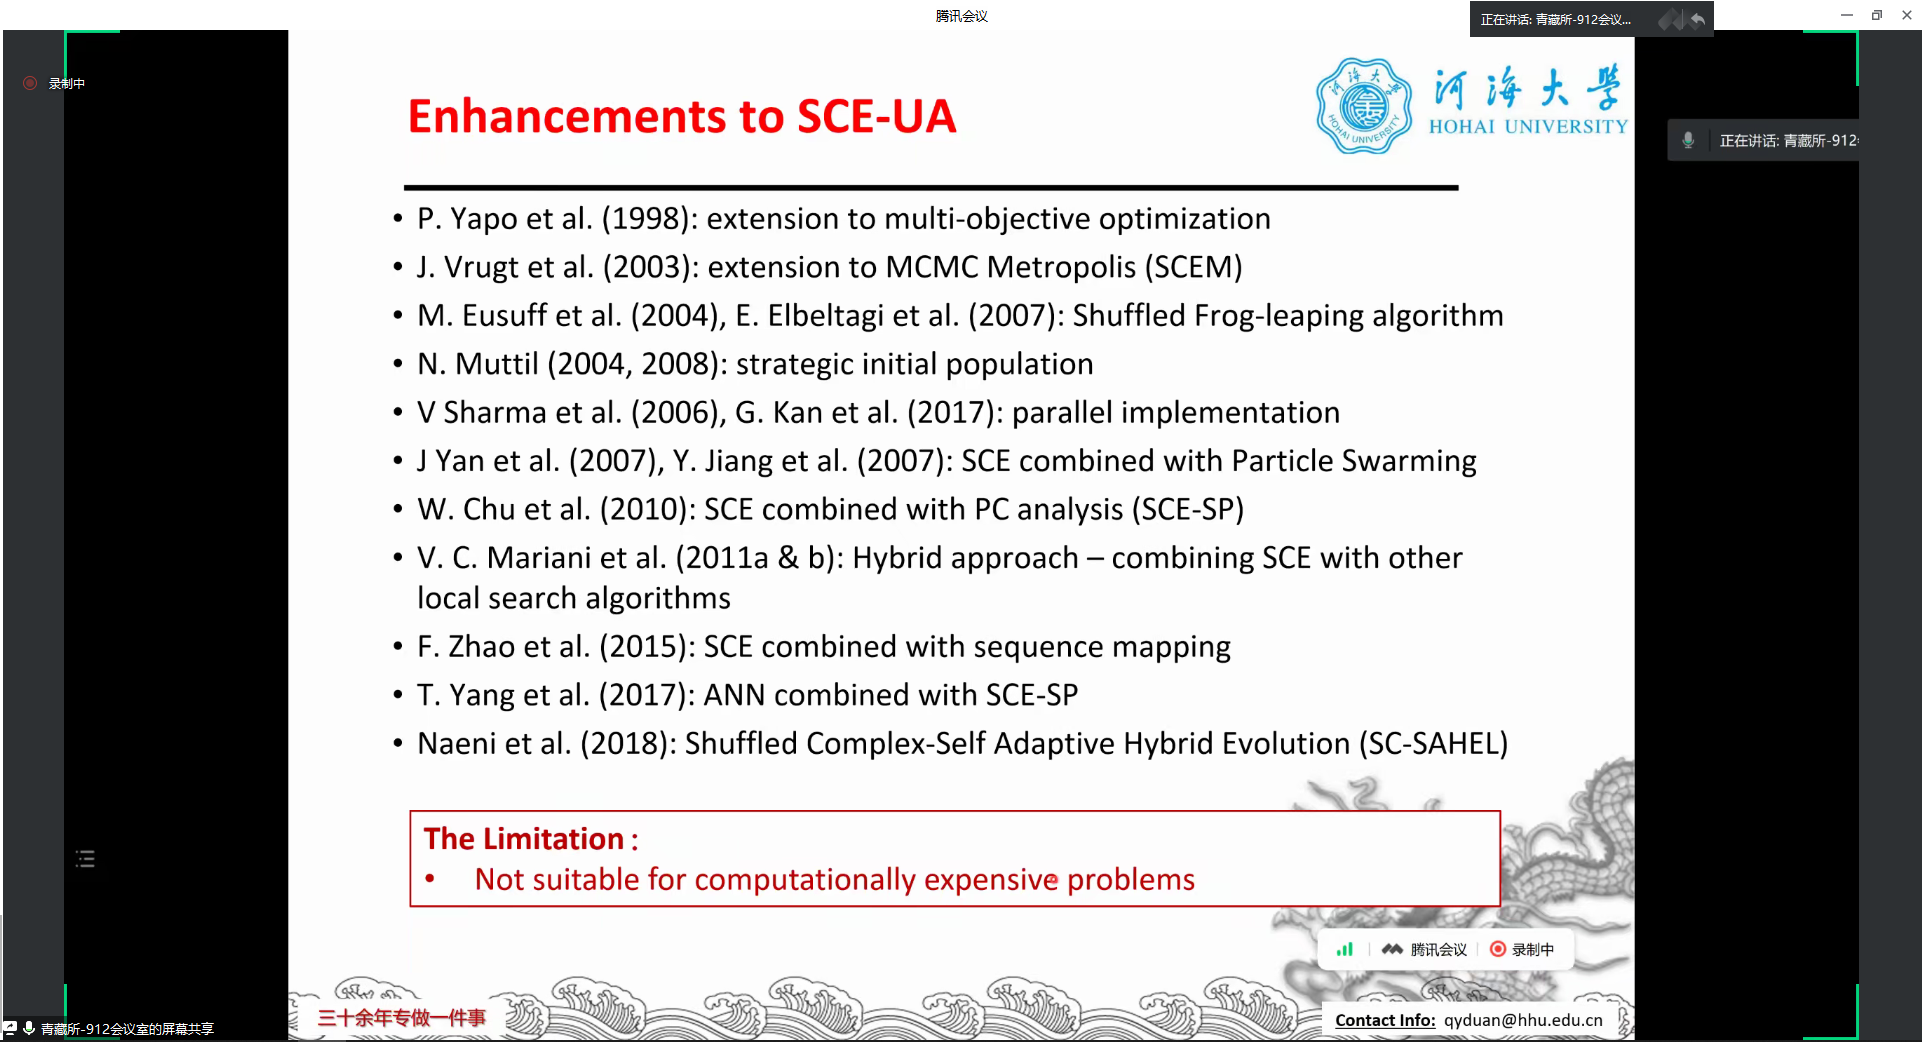 腾讯会议
正在讲话: 青藏所-912会议...
录制中
Enhancements to SCE-UA
河海大學
HOHAI UNIVERSITY
河海大
HOHAI UNIVERSITY
正在讲话: 青藏所-912
• P. Yapo et al. (1998): extension to multi-objective optimization
• J. Vrugt et al. (2003): extension to MCMC Metropolis (SCEM)
• M. Eusuff et al. (2004), E. Elbeltagi et al. (2007): Shuffled Frog-leaping algorithm
• N. Muttil (2004, 2008): strategic initial population
• V Sharma et al. (2006), G. Kan et al. (2017): parallel implementation
• J Yan et al. (2007), Y. Jiang et al. (2007): SCE combined with Particle Swarming
• W. Chu et al. (2010): SCE combined with PC analysis (SCE-SP)
• V. C. Mariani et al. (2011a & b): Hybrid approach – combining SCE with other
local search algorithms
• F. Zhao et al. (2015): SCE combined with sequence mapping
• T. Yang et al. (2017): ANN combined with SCE-SP
• Naeni et al. (2018): Shuffled Complex-Self Adaptive Hybrid Evolution (SC-SAHEL)
The Limitation :
• Not suitable for computationally expensive problems
腾讯会议
录制中
三十余年专做一件事
Contact Info: qyduan@hhu.edu.cn
青藏所-912会议室的屏幕共享